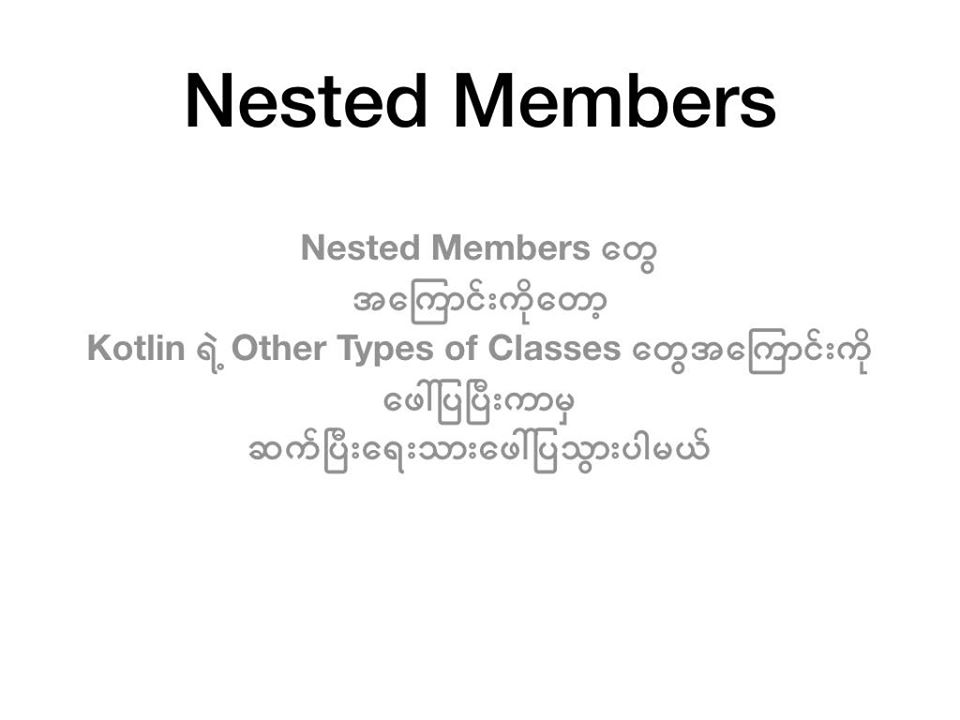 Nested Members
Nested Members တွေ
အကြောင်းကိုတော့
Kotlin ရဲ့ Other Types of Classes တွေအကြောင်းကို
ဖေါ်ပြပြီးကာမှ
ဆက်ပြီးရေးသားဖေါ်ပြသွားပါမယ်